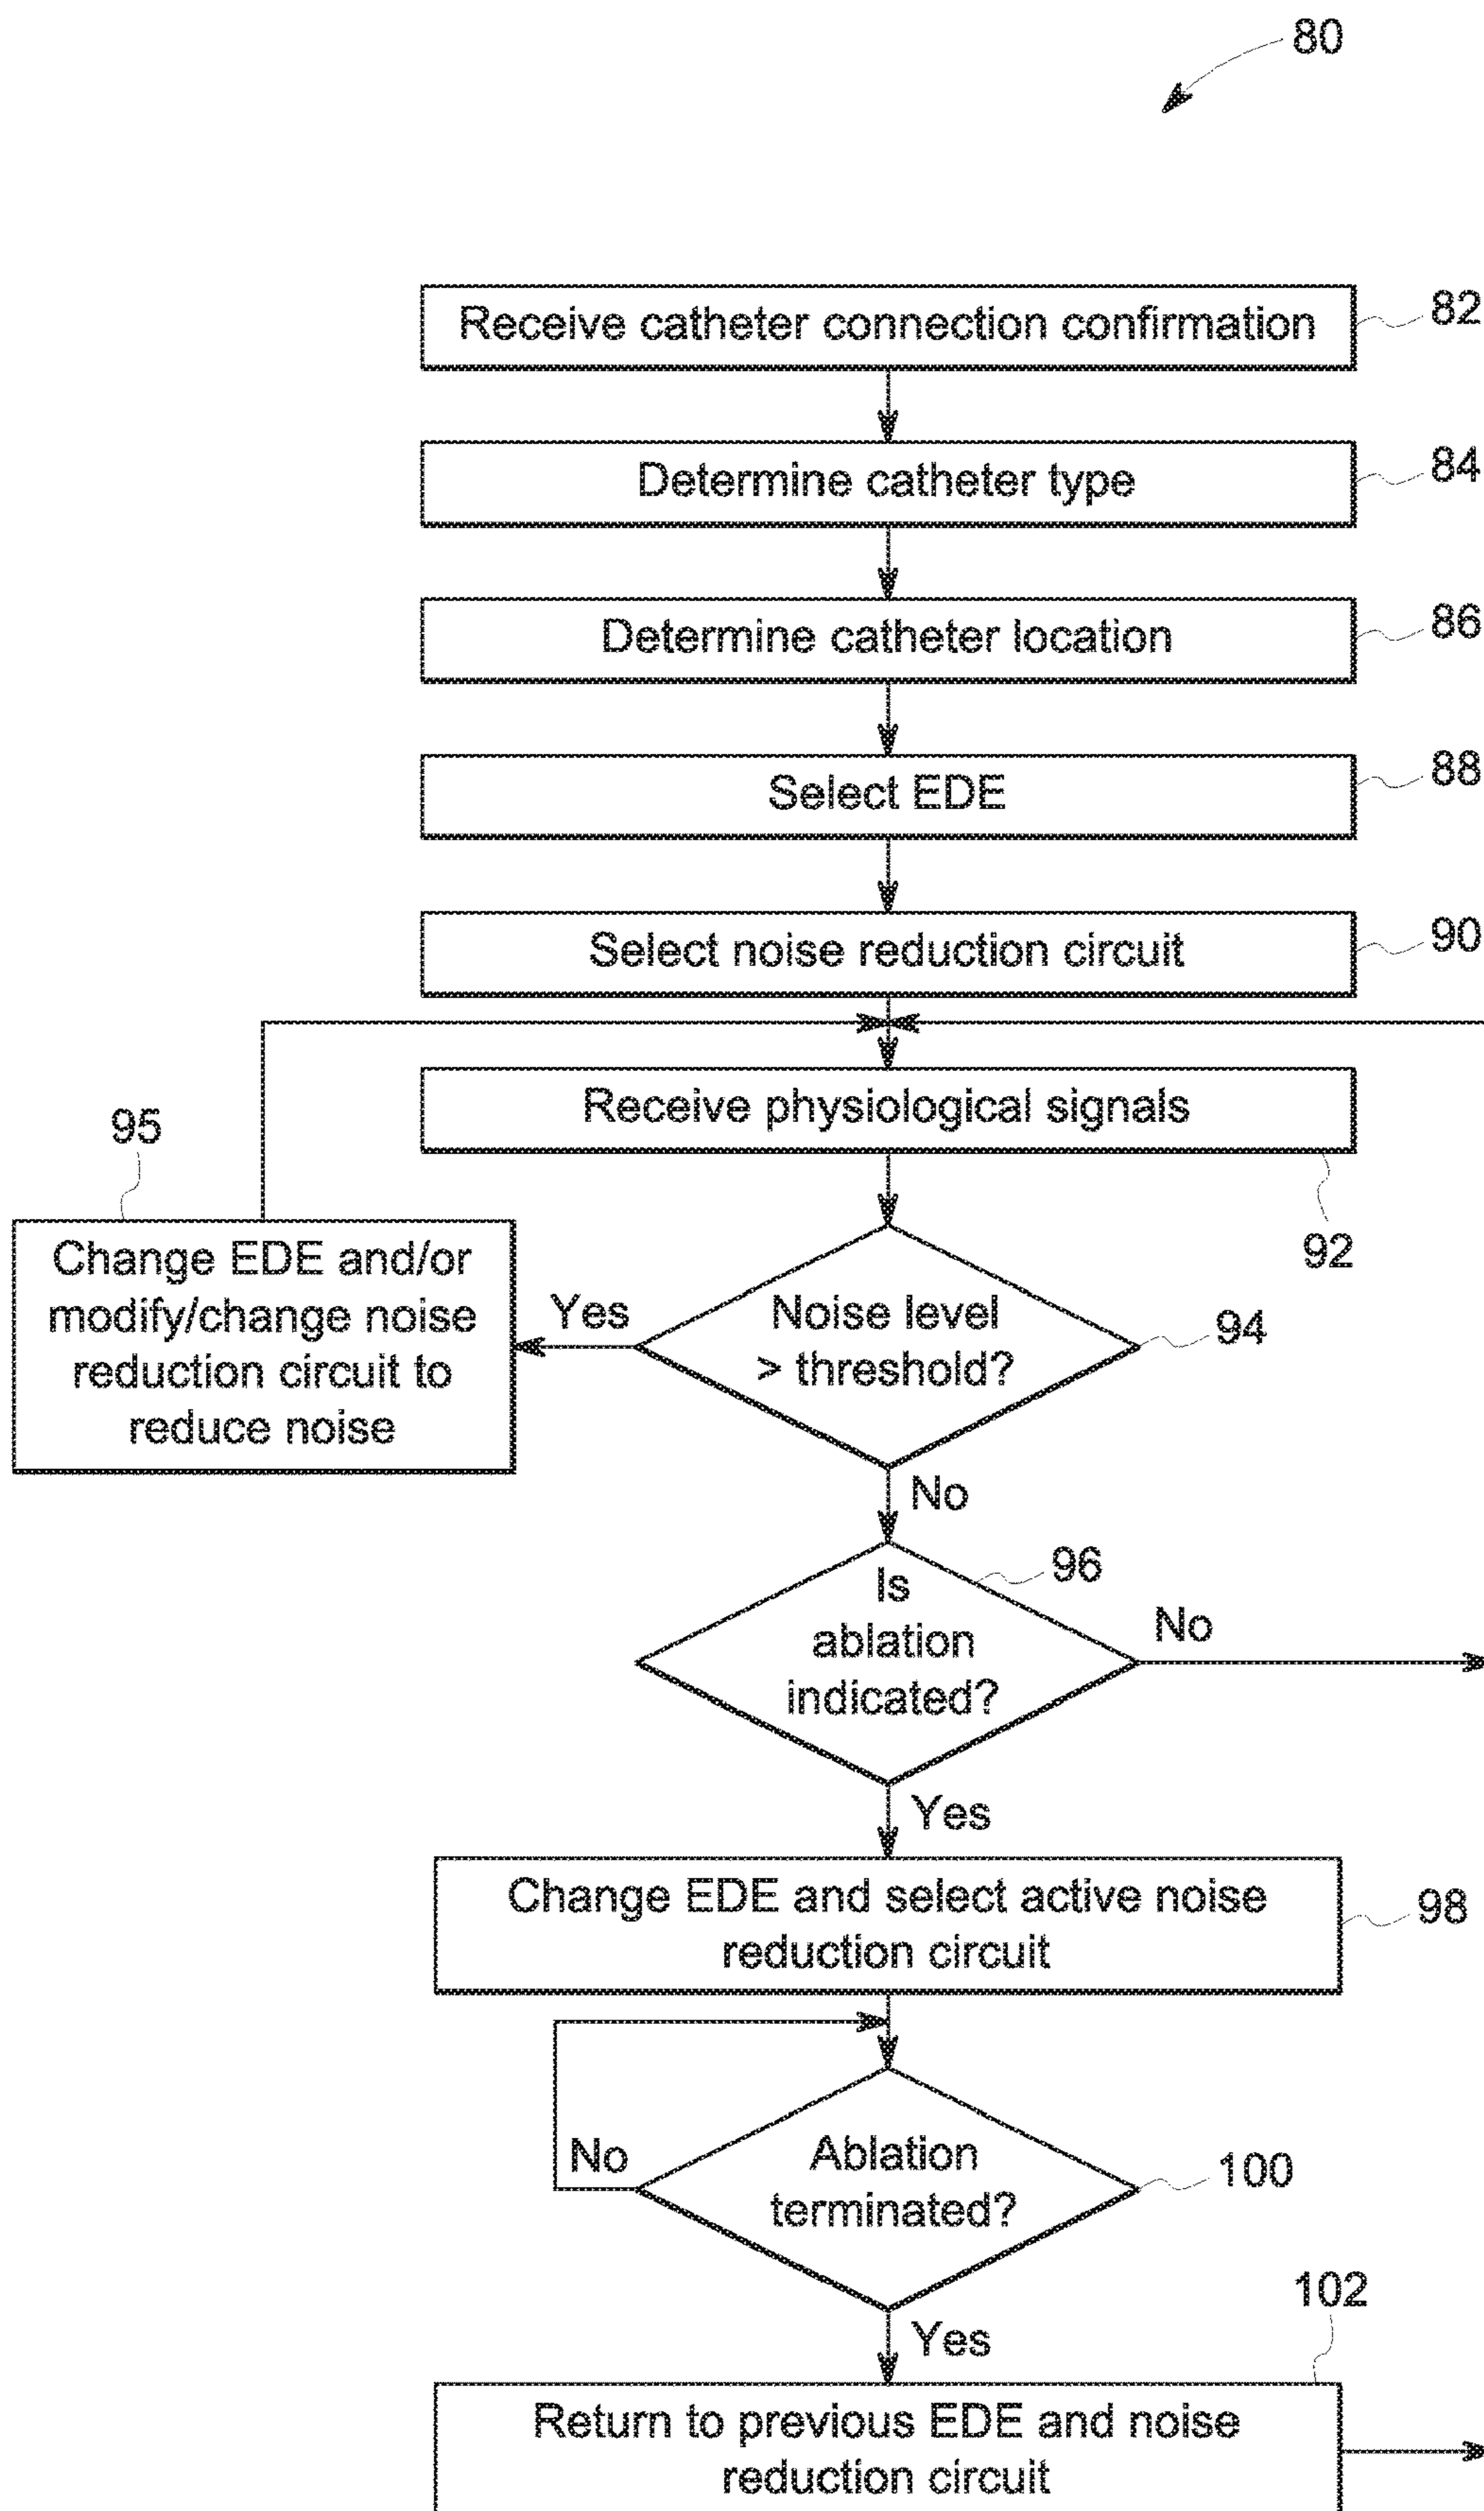 80
Receive catheter connection confirmation
82
Determine catheter type
84
Determine catheter location
86
Select EDE
88
Select noise reduction circuit
90
Receive physiological signals
92
95
Change EDE and/or
modify/change noise
reduction circuit to
reduce noise
Yes
Noise level
> threshold?
94
No
96
Is
ablation
indicated?
No
Yes
Change EDE and select active noise
reduction circuit
98
No
Ablation
terminated?
100
Yes
102
Return to previous EDE and noise
reduction circuit